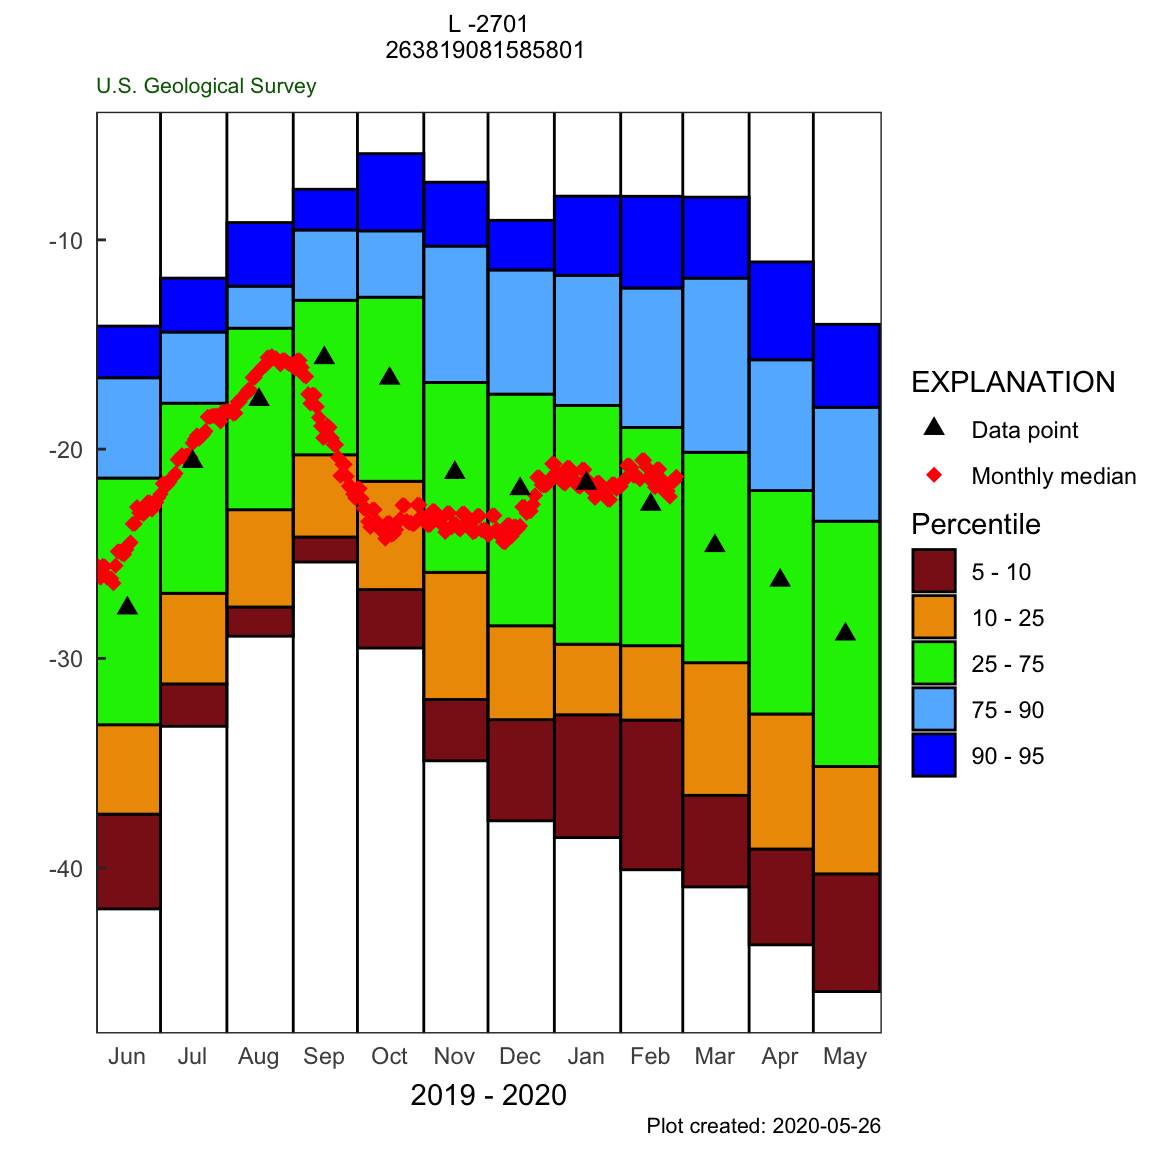 L -2701
263819081585801
U.S. Geological Survey
-10
-20
-30
-40
Jun Jul Aug Sep Oct Nov Dec Jan Feb Mar Apr May
2019 - 2020
Plot created: 2020-05-26
EXPLANATION
Data point
Monthly median
Percentile
5 - 10
10 - 25
25 - 75
75 - 90
90 - 95